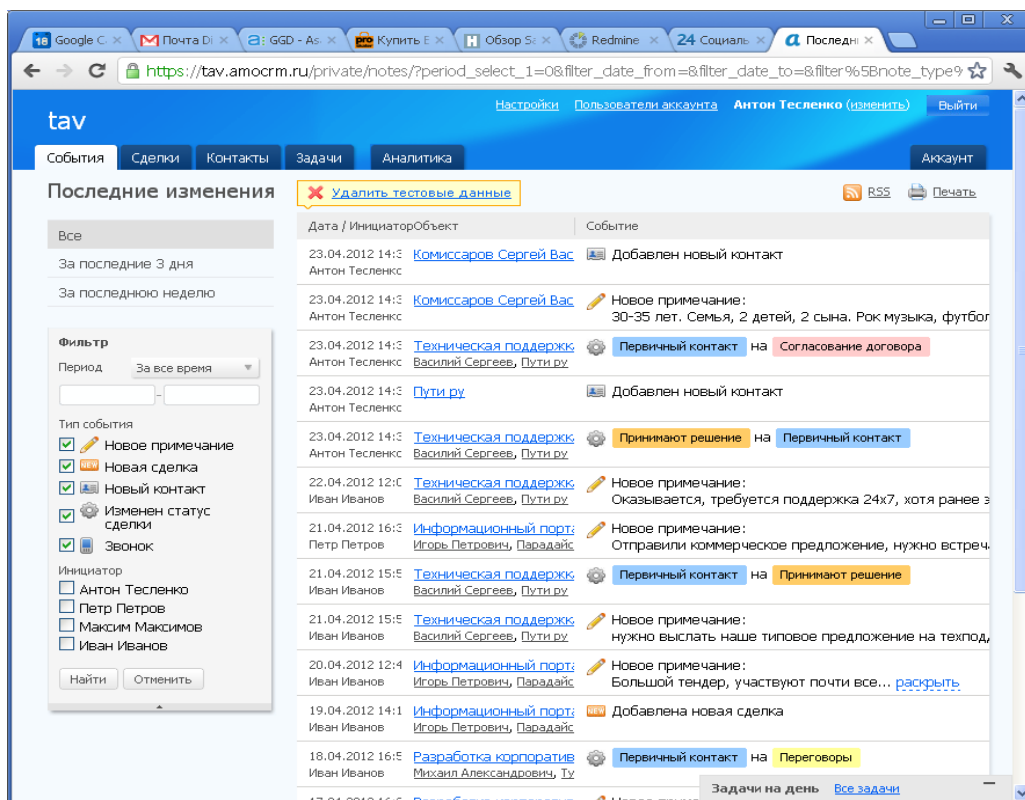 18 Google C
Почта Di
GGD - As
pro Купить Е
Обзор Sa
Redmine
24 Социаль
Последн
https://tav.amocrm.ru/private/notes/?period_select_1=0&filter_date_from=&filter_date_to=&filter%5Bnote_type%
Настройки Пользователи аккаунта Антон Тесленко (изменить) Выйти
tav
События Сделки Контакты Задачи Аналитика Аккаунт
Последние изменения
Удалить тестовые данные
RSS Печать
Все
За последние 3 дня
За последнюю неделю
Фильтр
Период За все время
-
Тип события
Новое примечание
NEW Новая сделка
Новый контакт
Изменен статус
сделки
Звонок
Инициатор
Антон Тесленко
Петр Петров
Максим Максимов
Иван Иванов
Найти Отменить
Дата / Инициатор Объект Событие
23.04.2012 14:3 Комиссаров Сергей Вас Добавлен новый контакт
Антон Тесленко
23.04.2012 14:3 Комиссаров Сергей Вас Новое примечание:
Антон Тесленко 30-35 лет. Семья, 2 детей, 2 сына. Рок музыка, футбол
23.04.2012 14:3 Техническая поддержк Первичный контакт на Согласование договора
Антон Тесленко Василий Сергеев, Пути ру
23.04.2012 14:3 Пути ру Добавлен новый контакт
Антон Тесленко
23.04.2012 14:3 Техническая поддержк Принимают решение на Первичный контакт
Антон Тесленко Василий Сергеев, Пути ру
22.04.2012 12:0 Техническая поддержк Новое примечание:
Иван Иванов Василий Сергеев, Пути ру Оказывается, требуется поддержка 24x7, хотя ранее з
21.04.2012 16:3 Информационный порта Новое примечание:
Петр Петров Игорь Петрович, Парадайс Отправили коммерческое предложение, нужно встреч
21.04.2012 15:5 Техническая поддержк Первичный контакт на Принимают решение
Иван Иванов Василий Сергеев, Пути ру
21.04.2012 15:5 Техническая поддержк Новое примечание:
Иван Иванов Василий Сергеев, Пути ру нужно выслать наше типовое предложение на техпод
20.04.2012 12:4 Информационный порта Новое примечание:
Иван Иванов Игорь Петрович, Парадайс Большой тендер, участвуют почти все... раскрыть
19.04.2012 14:1 Информационный порта NEW Добавлена новая сделка
Иван Иванов Игорь Петрович, Парадайс
18.04.2012 16:5 Разработка корпоратив Первичный контакт на Переговоры
Иван Иванов Михаил Александрович, Ту
Задачи на день Все задачи